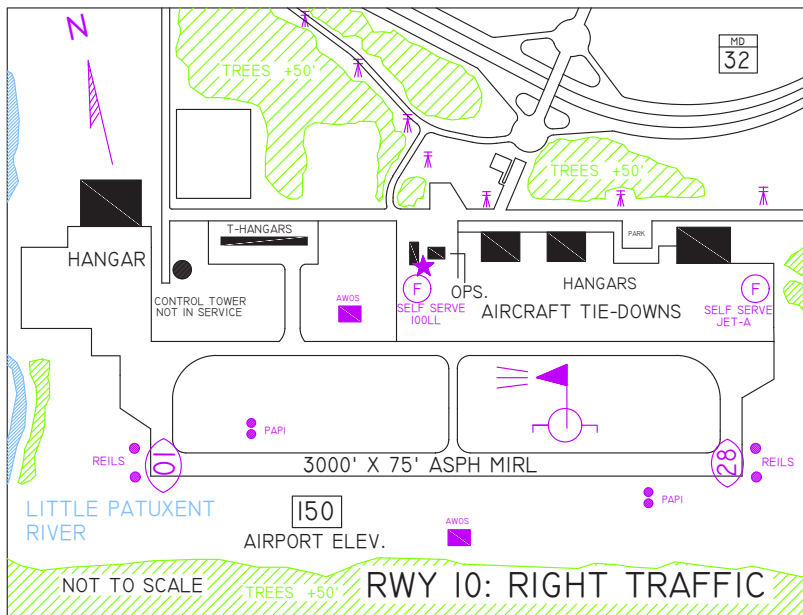 N
TREES +50'
MD
32
TREES +50'
T-HANGARS
PARK
HANGAR
CONTROL TOWER
NOT IN SERVICE
AWOS
F
SELF SERVE
100LL
OPS.
HANGARS
AIRCRAFT TIE-DOWNS
F
SELF SERVE
JET-A
PAPI
REILS
10
3000' X 75' ASPH MIRL
28
REILS
PAPI
LITTLE PATUXENT
RIVER
150
AIRPORT ELEV.
AWOS
NOT TO SCALE
TREES +50'
RWY 10: RIGHT TRAFFIC